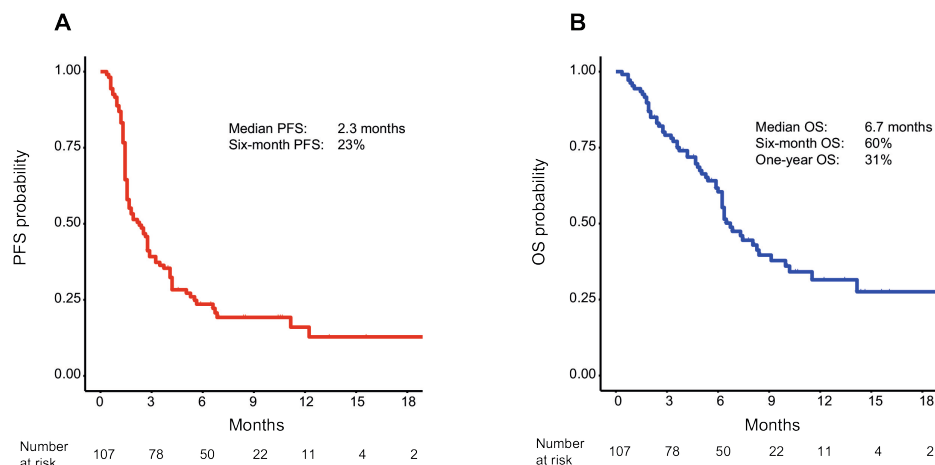 A
1.00
0.75
0.50
0.25
0.00
PFS probability
Median PFS: 2.3 months
Six-month PFS: 23%
0 3 6 9 12 15 18
Months
Number at risk 107 78 50 22 11 4 2
B
1.00
0.75
0.50
0.25
0.00
OS probability
Median OS: 6.7 months
Six-month OS: 60%
One-year OS: 31%
0 3 6 9 12 15 18
Months
Number at risk 107 78 50 22 11 4 2